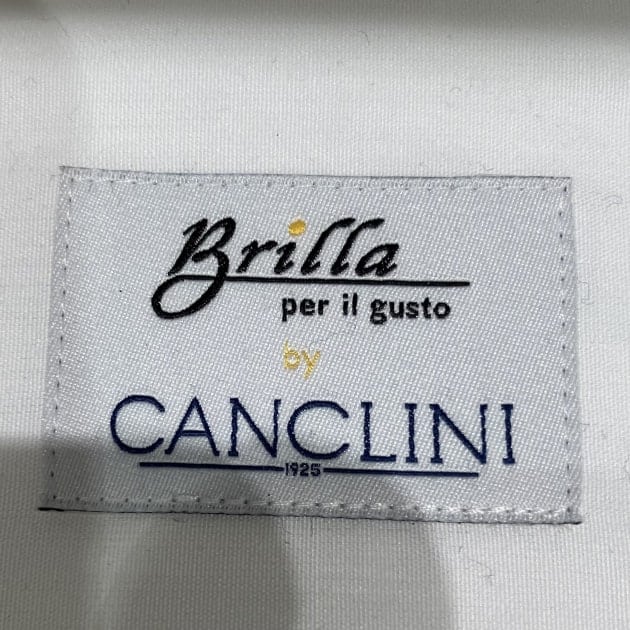 Brilla
per il gusto
by
CANCLINI
1925